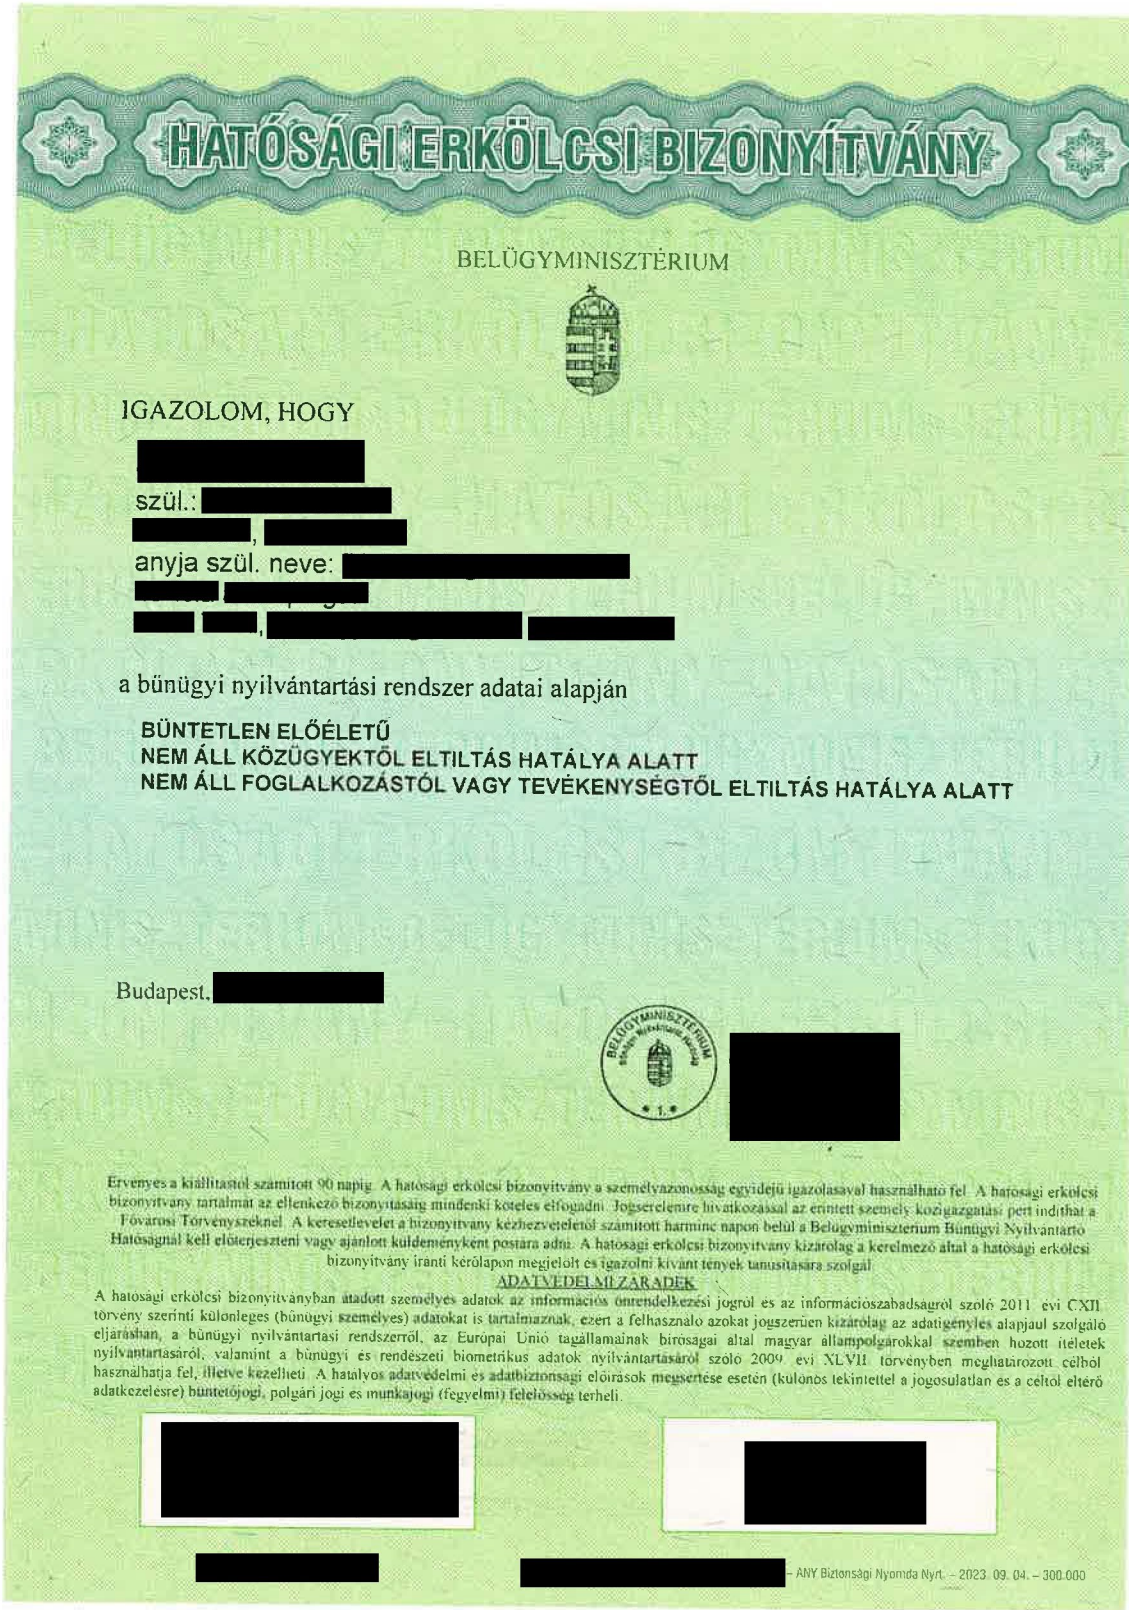 HATÓSÁGI ERKÖLCSI BIZONYÍTVÁNY
BELÜGYMINISZTÉRIUM
IGAZOLOM, HOGY
szül.:
,
anyja szül. neve:
,
a bűnügyi nyilvántartási rendszer adatai alapján
BÜNTETLEN ELŐÉLETŰ
NEM ÁLL KÖZÜGYEKTŐL ELTILTÁS HATÁLYA ALATT
NEM ÁLL FOGLALKOZÁSTÓL VAGY TEVÉKENYSÉGTŐL ELTILTÁS HATÁLYA ALATT
Budapest,
BELÜGYMINISZTÉRIUM
Bűnügyi Nyilvántartó Hatóság
* 1. *
Érvényes a kiállítástól számított 90 napig. A hatósági erkölcsi bizonyítvány a személyazonosság egyidejű igazolásával használható fel. A hatósági erkölcsi
bizonyítvány tartalmát az ellenkező bizonyításáig mindenki köteles elfogadni. Jogsérelemre hivatkozással az érintett személy közigazgatási pert indíthat a
Fővárosi Törvényszéknél. A keresetlevelet a bizonyítvány kézhezvételétől számított harminc napon belül a Belügyminisztérium Bűnügyi Nyilvántartó
Hatóságnál kell előterjeszteni vagy ajánlott küldeményként postára adni. A hatósági erkölcsi bizonyítvány kizárólag a kérelmező által a hatósági erkölcsi
bizonyítvány iránti kérőlapon megjelölt és igazolni kívánt tények tanúsítására szolgál.
ADATVÉDELMI ZÁRADÉK
A hatósági erkölcsi bizonyítványban átadott személyes adatok az információs önrendelkezési jogról és az információszabadságról szóló 2011. évi CXII.
törvény szerinti különleges (bűnügyi személyes) adatokat is tartalmaznak, ezért a felhasználó azokat jogszerűen kizárólag az adatigénylés alapjául szolgáló
eljárásban, a bűnügyi nyilvántartási rendszerről, az Európai Unió tagállamainak bíróságai által magyar állampolgárokkal szemben hozott ítéletek
nyilvántartásáról, valamint a bűnügyi és rendészeti biometrikus adatok nyilvántartásáról szóló 2009. évi XLVII. törvényben meghatározott célból
használhatja fel, illetve kezelheti. A hatályos adatvédelmi és adatbiztonsági előírások megsértése esetén (különös tekintettel a jogosulatlan és a céltól eltérő
adatkezelésre) büntetőjogi, polgári jogi és munkajogi (fegyelmi) felelősség terheli.
– ANY Biztonsági Nyomda Nyrt. – 2023. 09. 04. – 300.000